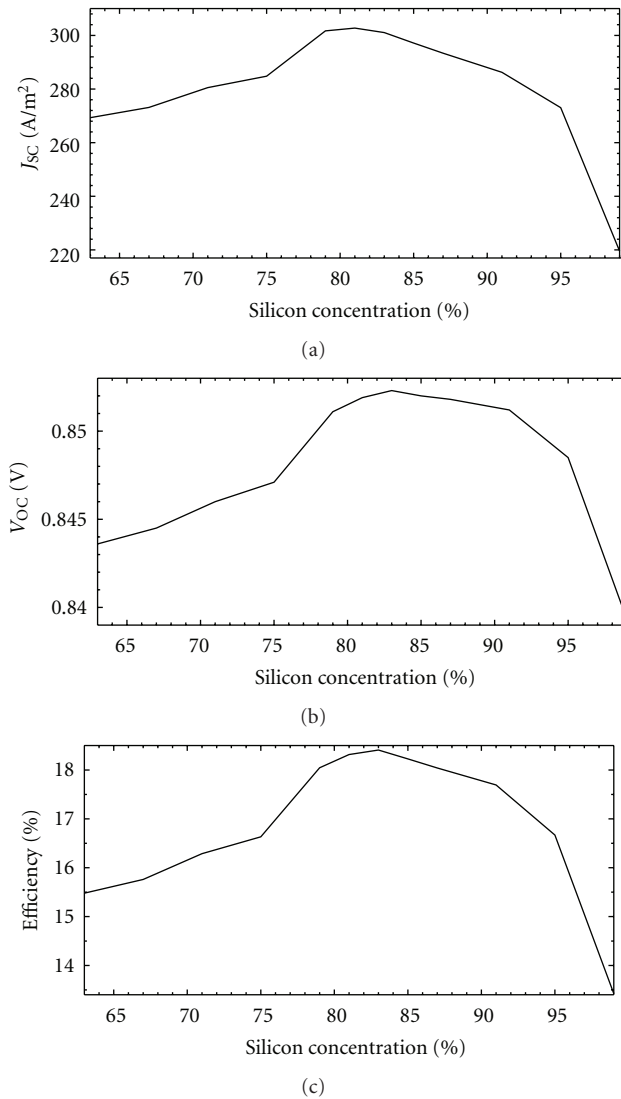 300
280
260
240
220
J_SC (A/m²)
65 70 75 80 85 90 95
Silicon concentration (%)
(a)
0.85
0.845
0.84
V_OC (V)
65 70 75 80 85 90 95
Silicon concentration (%)
(b)
18
17
16
15
14
Efficiency (%)
65 70 75 80 85 90 95
Silicon concentration (%)
(c)